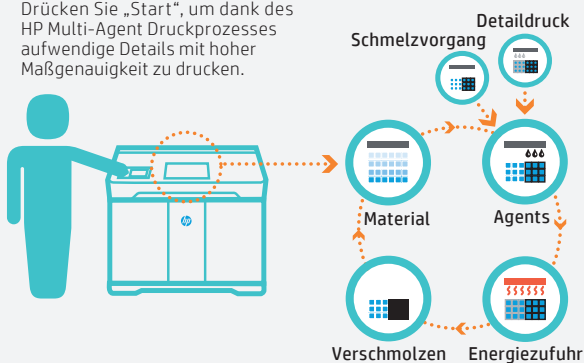 Drücken Sie „Start“, um dank des
HP Multi-Agent Druckprozesses
aufwendige Details mit hoher
Maßgenauigkeit zu drucken.
Detaildruck
Schmelzvorgang
hp
Material
Agents
Verschmolzen
Energiezufuhr